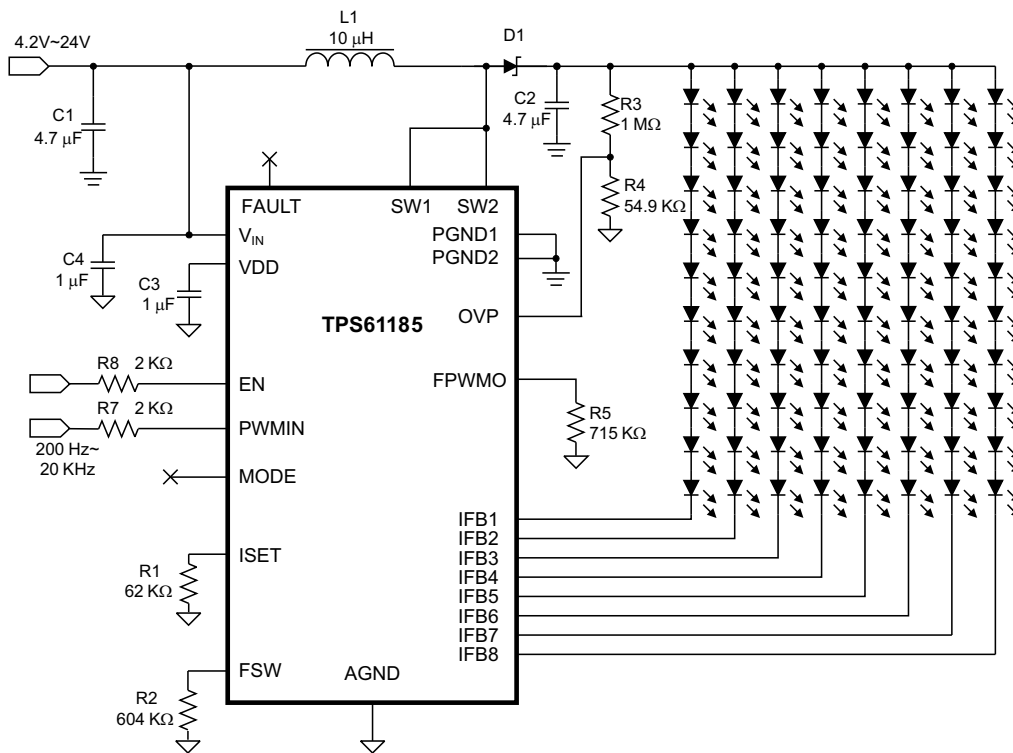 L1
10 μH
D1
4.2V~24V
C1
4.7 μF
C2
4.7 μF
R3
1 MΩ
R4
54.9 KΩ
FAULT
SW1
SW2
VIN
VDD
PGND1
PGND2
C4
1 μF
C3
1 μF
TPS61185
OVP
R8
2 KΩ
EN
FPWMO
R7
2 KΩ
PWMIN
R5
715 KΩ
200 Hz~
20 KHz
MODE
IFB1
IFB2
IFB3
IFB4
IFB5
IFB6
IFB7
IFB8
ISET
R1
62 KΩ
FSW
AGND
R2
604 KΩ